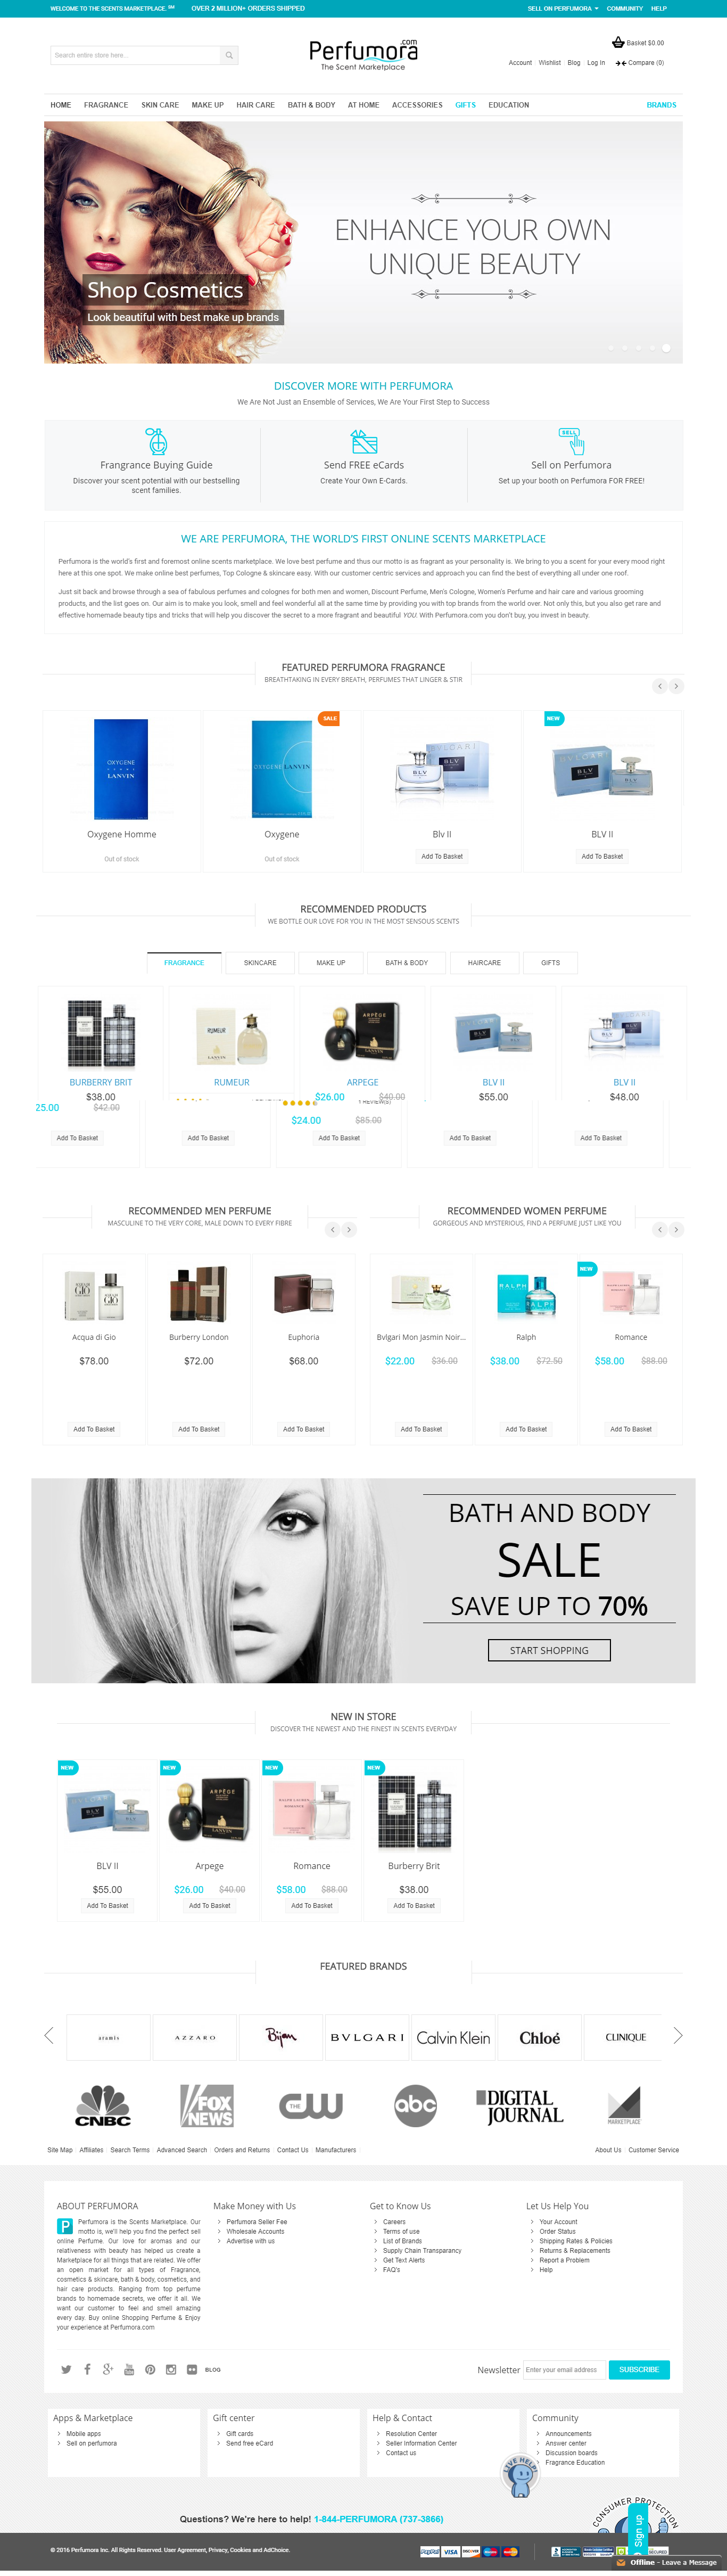 WELCOME TO THE SCENTS MARKETPLACE. SM
OVER 2 MILLION+ ORDERS SHIPPED
SELL ON PERFUMORA
COMMUNITY
HELP
Search entire store here...
Perfumora.com
The Scent Marketplace
Basket $0.00
Account Wishlist Blog Log In
Compare (0)
HOME FRAGRANCE SKIN CARE MAKE UP HAIR CARE BATH & BODY AT HOME ACCESSORIES GIFTS EDUCATION BRANDS
ENHANCE YOUR OWN
UNIQUE BEAUTY
Shop Cosmetics
Look beautiful with best make up brands
DISCOVER MORE WITH PERFUMORA
We Are Not Just an Ensemble of Services, We Are Your First Step to Success
SELL
Frangrance Buying Guide
Send FREE eCards
Sell on Perfumora
Discover your scent potential with our bestselling
scent families.
Create Your Own E-Cards.
Set up your booth on Perfumora FOR FREE!
WE ARE PERFUMORA, THE WORLD'S FIRST ONLINE SCENTS MARKETPLACE
Perfumora is the world's first and foremost online scents marketplace. We love best perfume and thus our motto is as fragrant as your personality is. We bring to you a scent for your every mood right
here at this one spot. We make online best perfumes, Top Cologne & skincare easy. With our customer centric services and approach you can find the best of everything all under one roof.
Just sit back and browse through a sea of fabulous perfumes and colognes for both men and women, Discount Perfume, Men's Cologne, Women's Perfume and hair care and various grooming
products, and the list goes on. Our aim is to make you look, smell and feel wonderful all at the same time by providing you with top brands from the world over. Not only this, but you also get rare and
effective homemade beauty tips and tricks that will help you discover the secret to a more fragrant and beautiful YOU. With Perfumora.com you don't buy, you invest in beauty.
FEATURED PERFUMORA FRAGRANCE
BREATHTAKING IN EVERY BREATH, PERFUMES THAT LINGER & STIR
SALE
NEW
OXYGENE
HOMME
LANVIN
OXYGENE LANVIN
BVLGARI
BLV
BVLGARI
BLV
Oxygene Homme
Oxygene
Blv II
BLV II
Out of stock
Out of stock
Add To Basket
Add To Basket
RECOMMENDED PRODUCTS
WE BOTTLE OUR LOVE FOR YOU IN THE MOST SENSOUS SCENTS
FRAGRANCE
SKINCARE
MAKE UP
BATH & BODY
HAIRCARE
GIFTS
RUMEUR
ARPEGE
LANVIN
BLV
BLV
BURBERRY BRIT
RUMEUR
ARPEGE
BLV II
BLV II
$38.00
$26.00
$40.00
$55.00
$48.00
25.00
$42.00
1 REVIEW(S)
$24.00
$85.00
Add To Basket
Add To Basket
Add To Basket
Add To Basket
Add To Basket
RECOMMENDED MEN PERFUME
MASCULINE TO THE VERY CORE, MALE DOWN TO EVERY FIBRE
RECOMMENDED WOMEN PERFUME
GORGEOUS AND MYSTERIOUS, FIND A PERFUME JUST LIKE YOU
NEW
ACQUA DI
GIO
RALPH
RALPH
Acqua di Gio
Burberry London
Euphoria
Bvlgari Mon Jasmin Noir...
Ralph
Romance
$78.00
$72.00
$68.00
$22.00
$36.00
$38.00
$72.50
$58.00
$88.00
Add To Basket
Add To Basket
Add To Basket
Add To Basket
Add To Basket
Add To Basket
BATH AND BODY
SALE
SAVE UP TO 70%
START SHOPPING
NEW IN STORE
DISCOVER THE NEWEST AND THE FINEST IN SCENTS EVERYDAY
NEW
NEW
NEW
NEW
BLV
ARPEGE
LANVIN
RALPH LAUREN
ROMANCE
BLV II
Arpege
Romance
Burberry Brit
$55.00
$26.00
$40.00
$58.00
$88.00
$38.00
Add To Basket
Add To Basket
Add To Basket
Add To Basket
FEATURED BRANDS
aramis
AZZARO
Bijan
BVLGARI
Calvin Klein
Chloé
CLINIQUE
CNBC
FOX
NEWS
THE CW
abc
THE DIGITAL
JOURNAL
MARKETPLACE
Site Map Affiliates Search Terms Advanced Search Orders and Returns Contact Us Manufacturers
About Us Customer Service
ABOUT PERFUMORA
P Perfumora is the Scents Marketplace. Our
motto is, we'll help you find the perfect sell
online Perfume. Our love for aromas and our
relativeness with beauty has helped us create a
Marketplace for all things that are related. We offer
an open market for all types of Fragrance,
cosmetics & skincare, bath & body, cosmetics, and
hair care products. Ranging from top perfume
brands to homemade secrets, we offer it all. We
want our customer to feel and smell amazing
every day. Buy online Shopping Perfume & Enjoy
your experience at Perfumora.com
Make Money with Us
Perfumora Seller Fee
Wholesale Accounts
Advertise with us
Get to Know Us
Careers
Terms of use
List of Brands
Supply Chain Transparancy
Get Text Alerts
FAQ's
Let Us Help You
Your Account
Order Status
Shipping Rates & Policies
Returns & Replacements
Report a Problem
Help
BLOG
Newsletter
Enter your email address
SUBSCRIBE
Apps & Marketplace
Mobile apps
Sell on perfumora
Gift center
Gift cards
Send free eCard
Help & Contact
Resolution Center
Seller Information Center
Contact us
Community
Announcements
Answer center
Discussion boards
Fragrance Education
LIVE HELP!
Questions? We're here to help! 1-844-PERFUMORA (737-3866)
CONSUMER PROTECTION
Sign up
© 2016 Perfumora Inc. All Rights Reserved. User Agreement, Privacy, Cookies and AdChoice.
PayPal
VISA
DISCOVER
Offline - Leave a Message